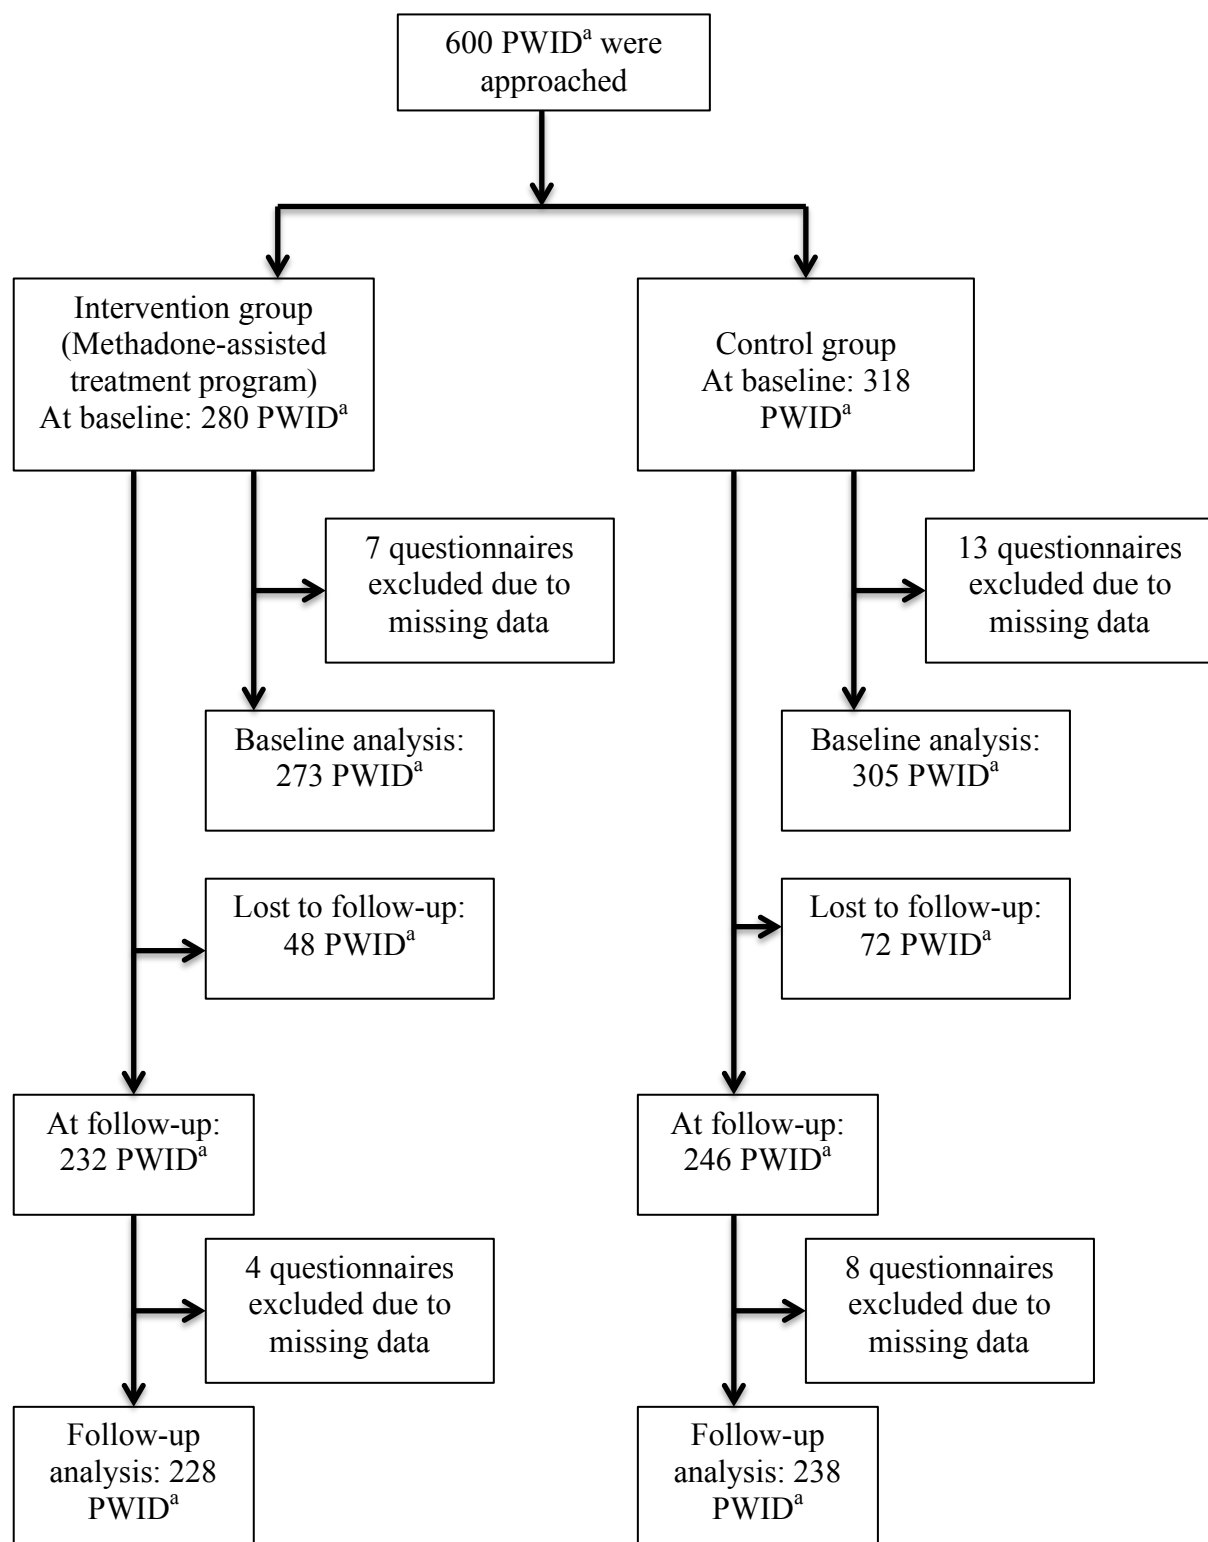 600 PWIDᵃ were
approached
Intervention group
(Methadone-assisted
treatment program)
At baseline: 280 PWIDᵃ
Control group
At baseline: 318
PWIDᵃ
7 questionnaires
excluded due to
missing data
13 questionnaires
excluded due to
missing data
Baseline analysis:
273 PWIDᵃ
Baseline analysis:
305 PWIDᵃ
Lost to follow-up:
48 PWIDᵃ
Lost to follow-up:
72 PWIDᵃ
At follow-up:
232 PWIDᵃ
At follow-up:
246 PWIDᵃ
4 questionnaires
excluded due to
missing data
8 questionnaires
excluded due to
missing data
Follow-up
analysis: 228
PWIDᵃ
Follow-up
analysis: 238
PWIDᵃ